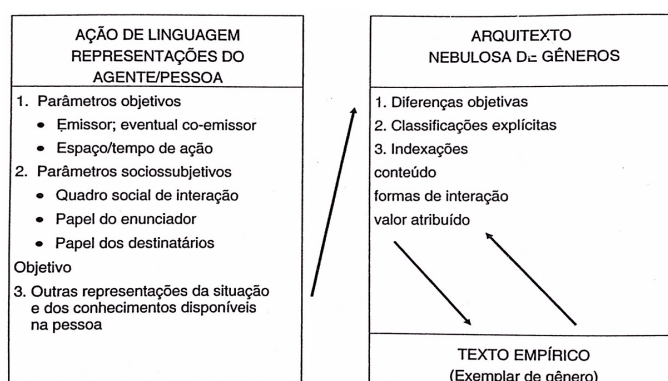 AÇÃO DE LINGUAGEM
REPRESENTAÇÕES DO
AGENTE/PESSOA
1. Parâmetros objetivos
• Emissor; eventual co-emissor
• Espaço/tempo de ação
2. Parâmetros sociossubjetivos
• Quadro social de interação
• Papel do enunciador
• Papel dos destinatários
Objetivo
3. Outras representações da situação
e dos conhecimentos disponíveis
na pessoa
ARQUITEXTO
NEBULOSA DE GÊNEROS
1. Diferenças objetivas
2. Classificações explícitas
3. Indexações
conteúdo
formas de interação
valor atribuído
TEXTO EMPÍRICO
(Exemplar de gênero)